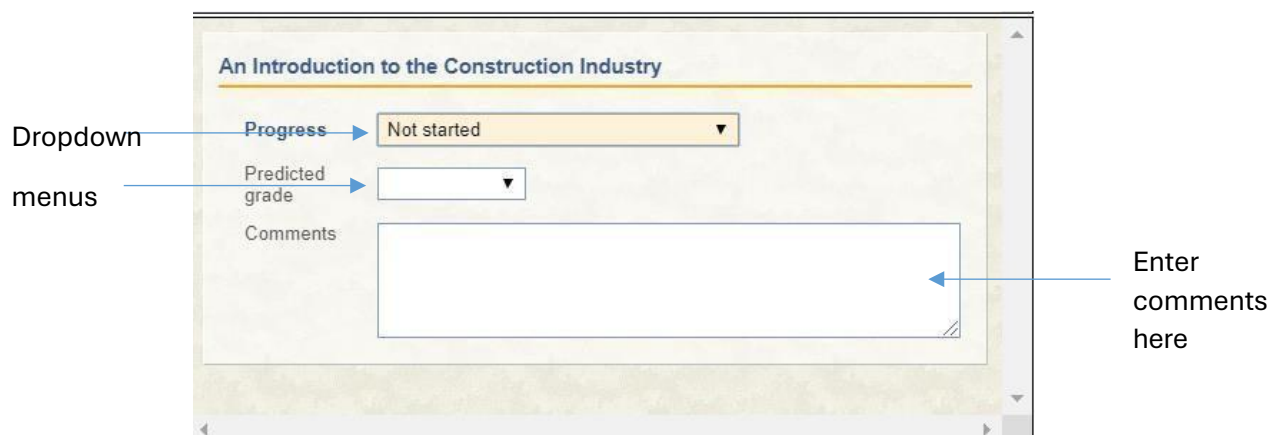 An Introduction to the Construction Industry
Dropdown
menus
Progress
Not started
Predicted
grade
Comments
Enter
comments
here